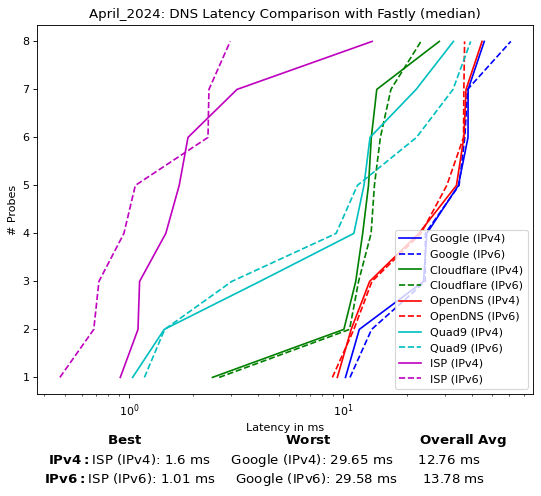 April_2024: DNS Latency Comparison with Fastly (median)
8
7
6
5
4
3
2
1
# Probes
10⁰ 10¹
Latency in ms
Google (IPv4)
Google (IPv6)
Cloudflare (IPv4)
Cloudflare (IPv6)
OpenDNS (IPv4)
OpenDNS (IPv6)
Quad9 (IPv4)
Quad9 (IPv6)
ISP (IPv4)
ISP (IPv6)
Best Worst Overall Avg
IPv4: ISP (IPv4): 1.6 ms Google (IPv4): 29.65 ms 12.76 ms
IPv6: ISP (IPv6): 1.01 ms Google (IPv6): 29.58 ms 13.78 ms